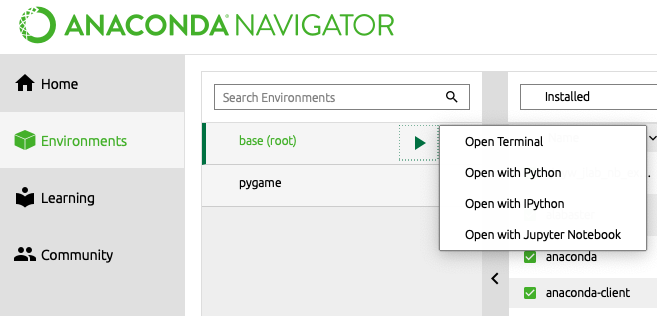 ANACONDA NAVIGATOR
Home
Environments
Learning
Community
Search Environments
base (root)
pygame
Open Terminal
Open with Python
Open with IPython
Open with Jupyter Notebook
Installed
anaconda
anaconda-client